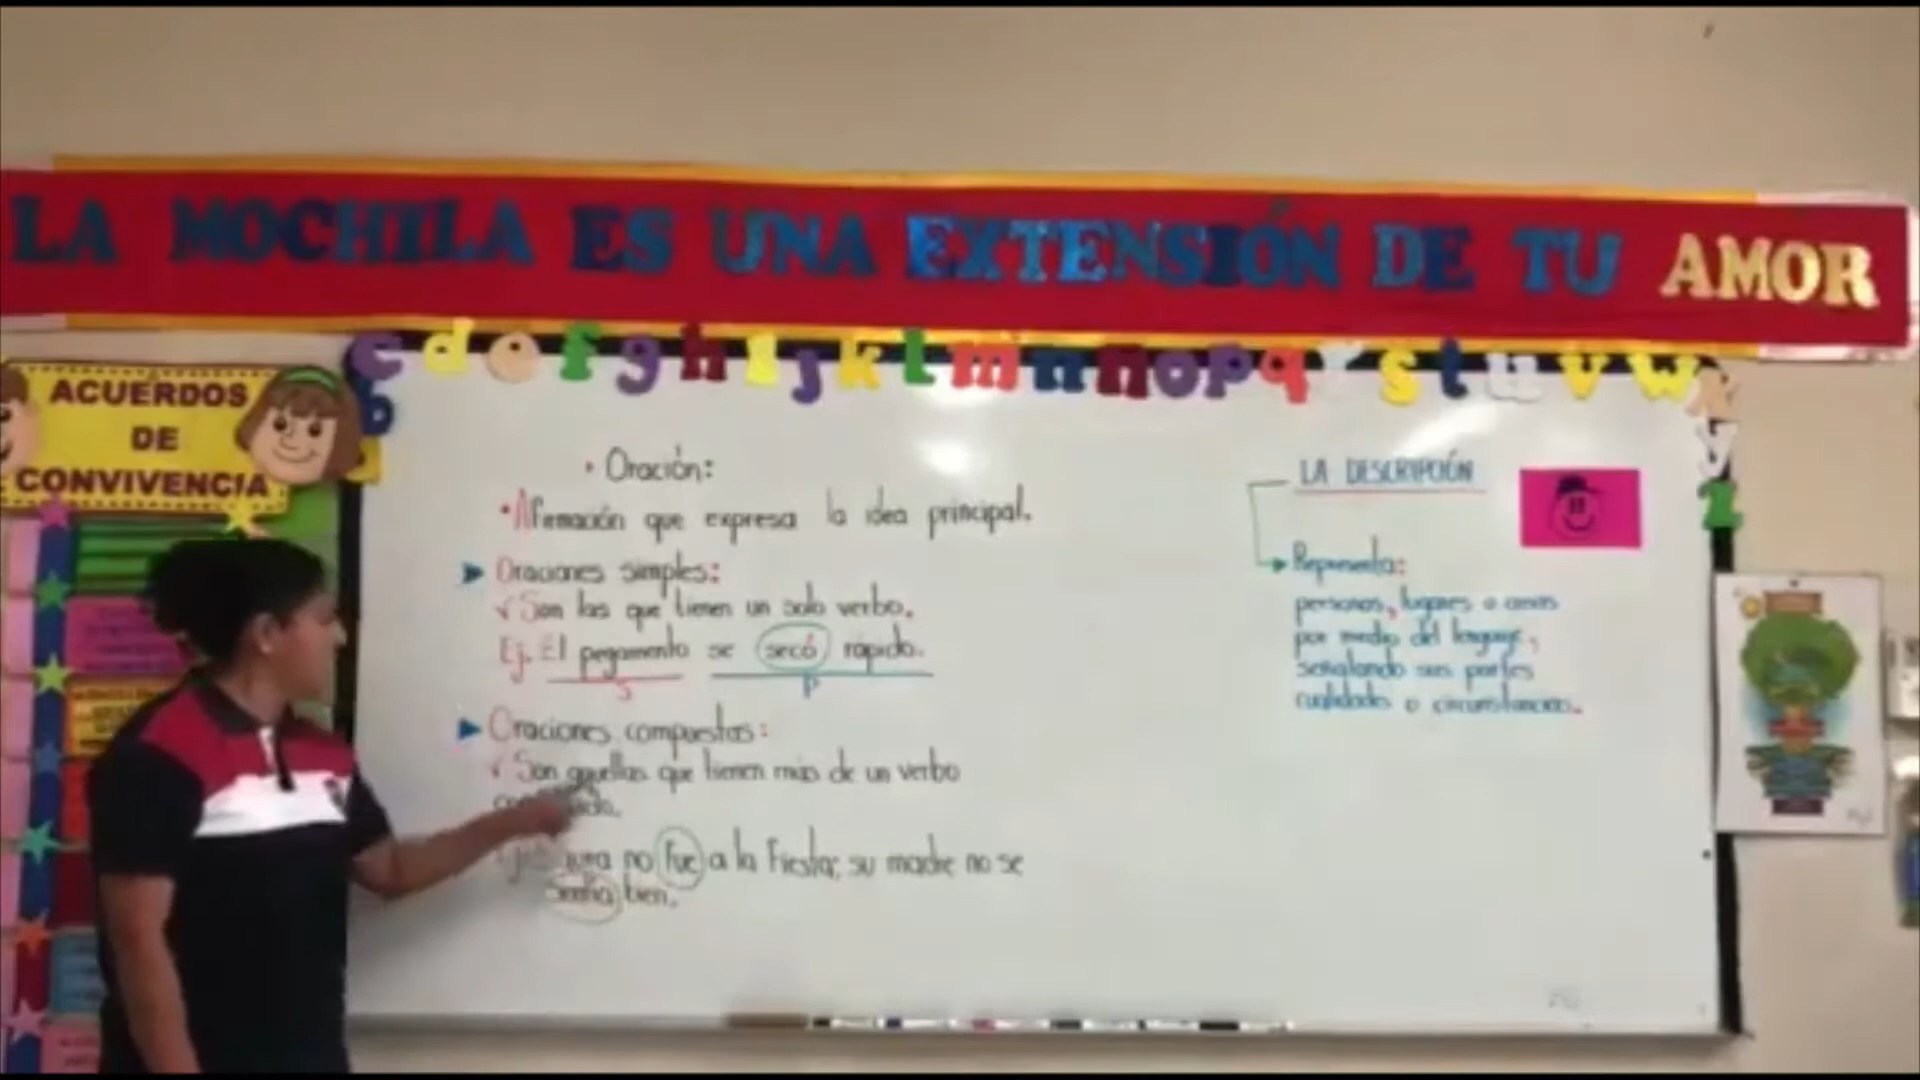 LA MOCHILA ES UNA EXTENSIÓN DE TU AMOR
c d o f g h i j k l m n ñ o p q r s t u v w x
b
y
z
ACUERDOS
DE
CONVIVENCIA
• Oración:
• Afirmación que expresa la idea principal.
Oraciones simples:
✓ Son las que tienen un solo verbo.
Ej. El pegamento se secó rápido.
S P
Oraciones compuestas:
✓ Son aquellas que tienen más de un verbo
no fue a la fiesta; su madre no se
sentía bien.
LA DESCRIPCIÓN
Representa:
personas, lugares o cosas
por medio del lenguaje,
señalando sus partes
cualidades o circunstancias.